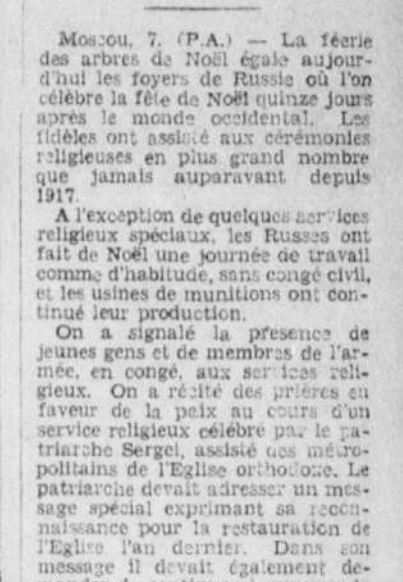 Moscou, 7. (P.A.) — La féerie
des arbres de Noël égaie aujour-
d'hui les foyers de Russie où l'on
célèbre la fête de Noël quinze jours
après le monde occidental. Les
fidèles ont assisté aux cérémonies
religieuses en plus grand nombre
que jamais auparavant depuis
1917.
A l'exception de quelques services
religieux spéciaux, les Russes ont
fait de Noël une journée de travail
comme d'habitude, sans congé civil,
et les usines de munitions ont con-
tinué leur production.
On a signalé la presence de
jeunes gens et de membres de l'ar-
mée, en congé, aux services reli-
gieux. On a récité des prières en
faveur de la paix au cours d'un
service religieux célébré par le pa-
triarche Sergei, assisté des métro-
politains de l'Eglise orthodoxe. Le
patriarche devait adresser un mes-
sage spécial exprimant sa recon-
naissance pour la restauration de
l'Eglise l'an dernier. Dans son
message il devait également de-